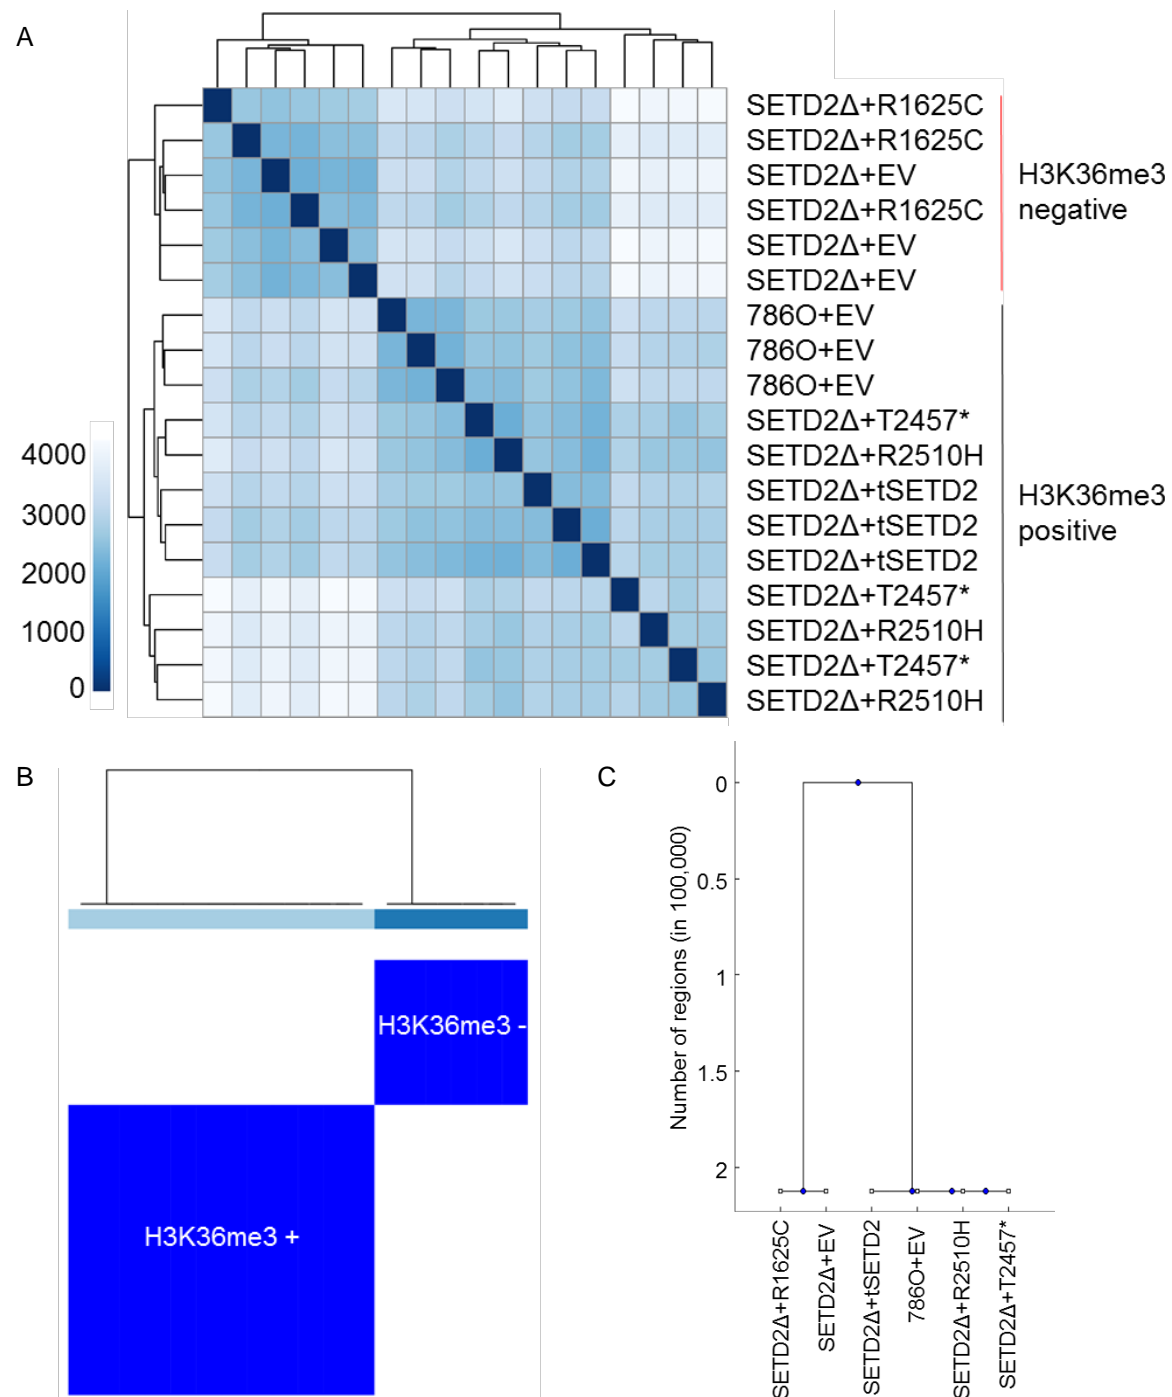 A
SETD2Δ+R1625C
SETD2Δ+R1625C
SETD2Δ+EV
SETD2Δ+R1625C
SETD2Δ+EV
SETD2Δ+EV
786O+EV
786O+EV
786O+EV
SETD2Δ+T2457*
SETD2Δ+R2510H
SETD2Δ+tSETD2
SETD2Δ+tSETD2
SETD2Δ+tSETD2
SETD2Δ+T2457*
SETD2Δ+R2510H
SETD2Δ+T2457*
SETD2Δ+R2510H
H3K36me3
negative
H3K36me3
positive
4000
3000
2000
1000
0
B
H3K36me3 -
H3K36me3 +
C
Number of regions (in 100,000)
0
0.5
1
1.5
2
SETD2Δ+R1625C
SETD2Δ+EV
SETD2Δ+tSETD2
786O+EV
SETD2Δ+R2510H
SETD2Δ+T2457*